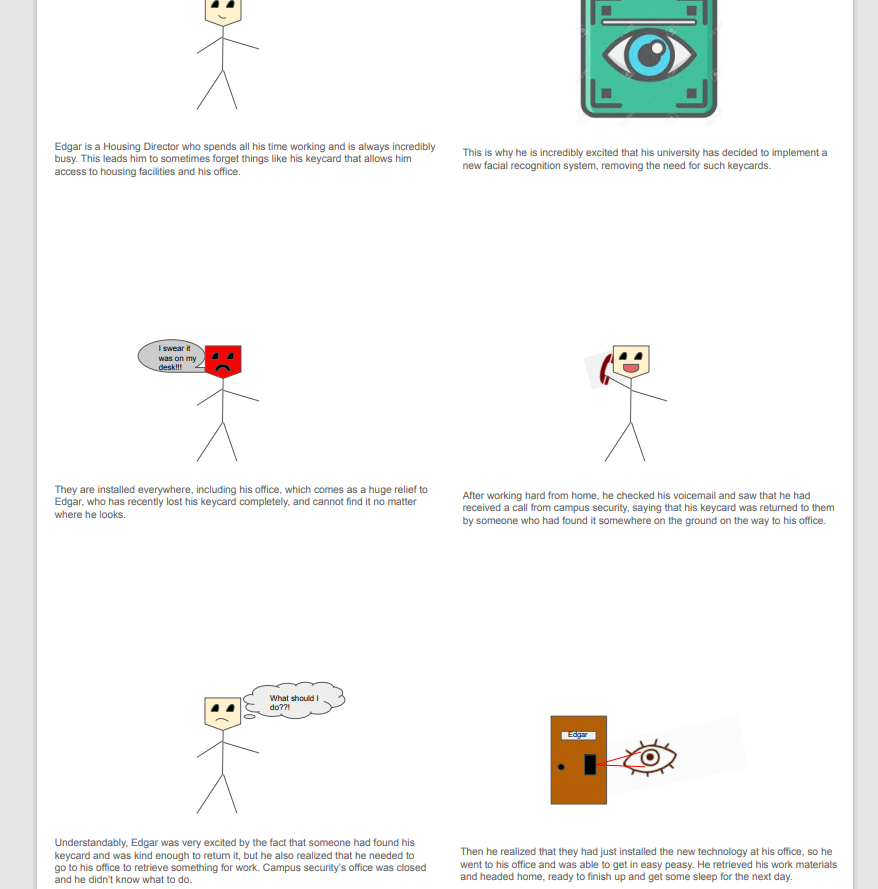 Edgar is a Housing Director who spends all his time working and is always incredibly
busy. This leads him to sometimes forget things like his keycard that allows him
access to housing facilities and his office.
This is why he is incredibly excited that his university has decided to implement a
new facial recognition system, removing the need for such keycards.
I swear it
was on my
desk!!!
They are installed everywhere, including his office, which comes as a huge relief to
Edgar, who has recently lost his keycard completely, and cannot find it no matter
where he looks.
After working hard from home, he checked his voicemail and saw that he had
received a call from campus security, saying that his keycard was returned to them
by someone who had found it somewhere on the ground on the way to his office.
What should I
do??!
Understandably, Edgar was very excited by the fact that someone had found his
keycard and was kind enough to return it, but he also realized that he needed to
go to his office to retrieve something for work. Campus security's office was closed
and he didn't know what to do.
Edgar
Then he realized that they had just installed the new technology at his office, so he
went to his office and was able to get in easy peasy. He retrieved his work materials
and headed home, ready to finish up and get some sleep for the next day.